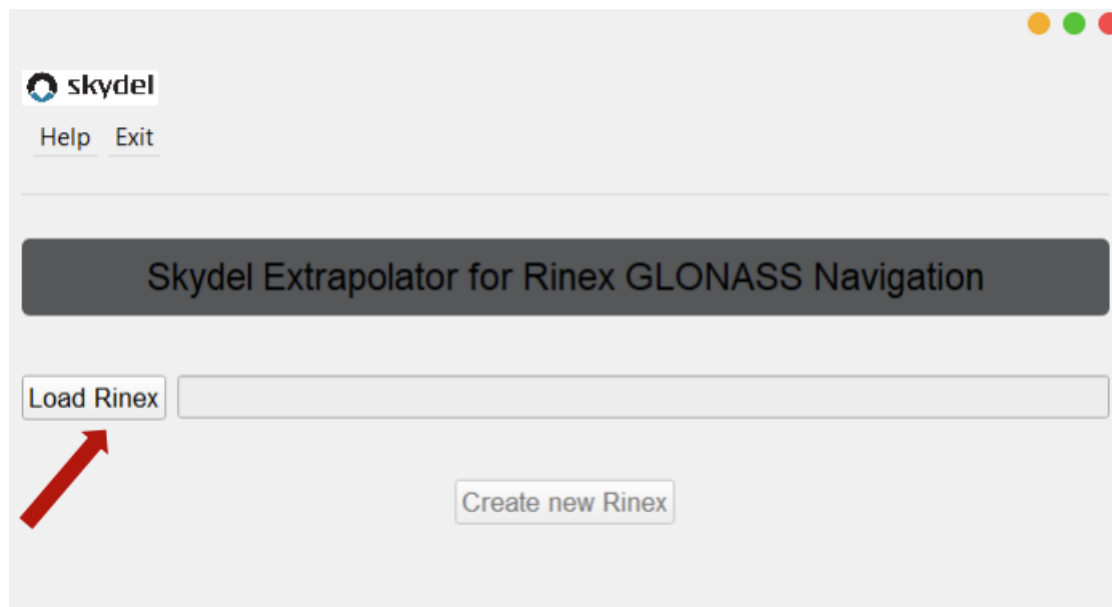 skydel
Help Exit
Skydel Extrapolator for Rinex GLONASS Navigation
Load Rinex
Create new Rinex